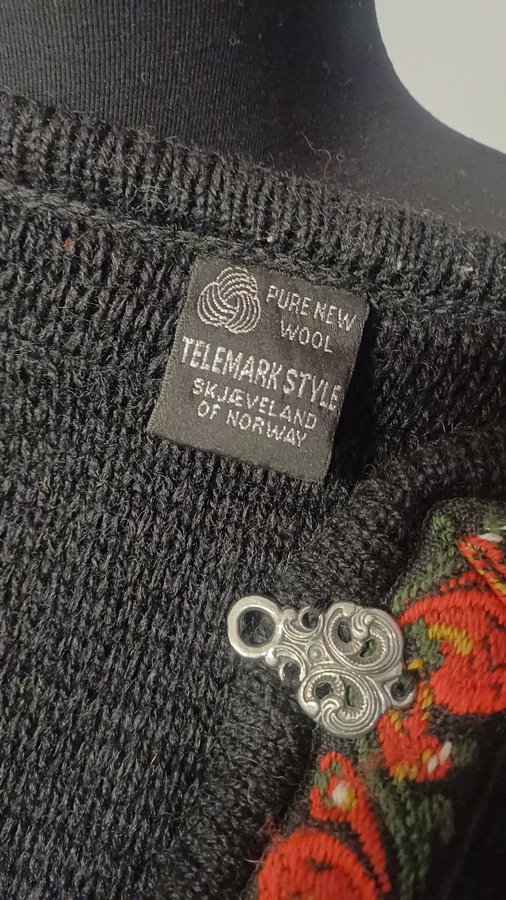 PURE NEW
WOOL
TELEMARK STYLE
SKJÆVELAND
OF NORWAY